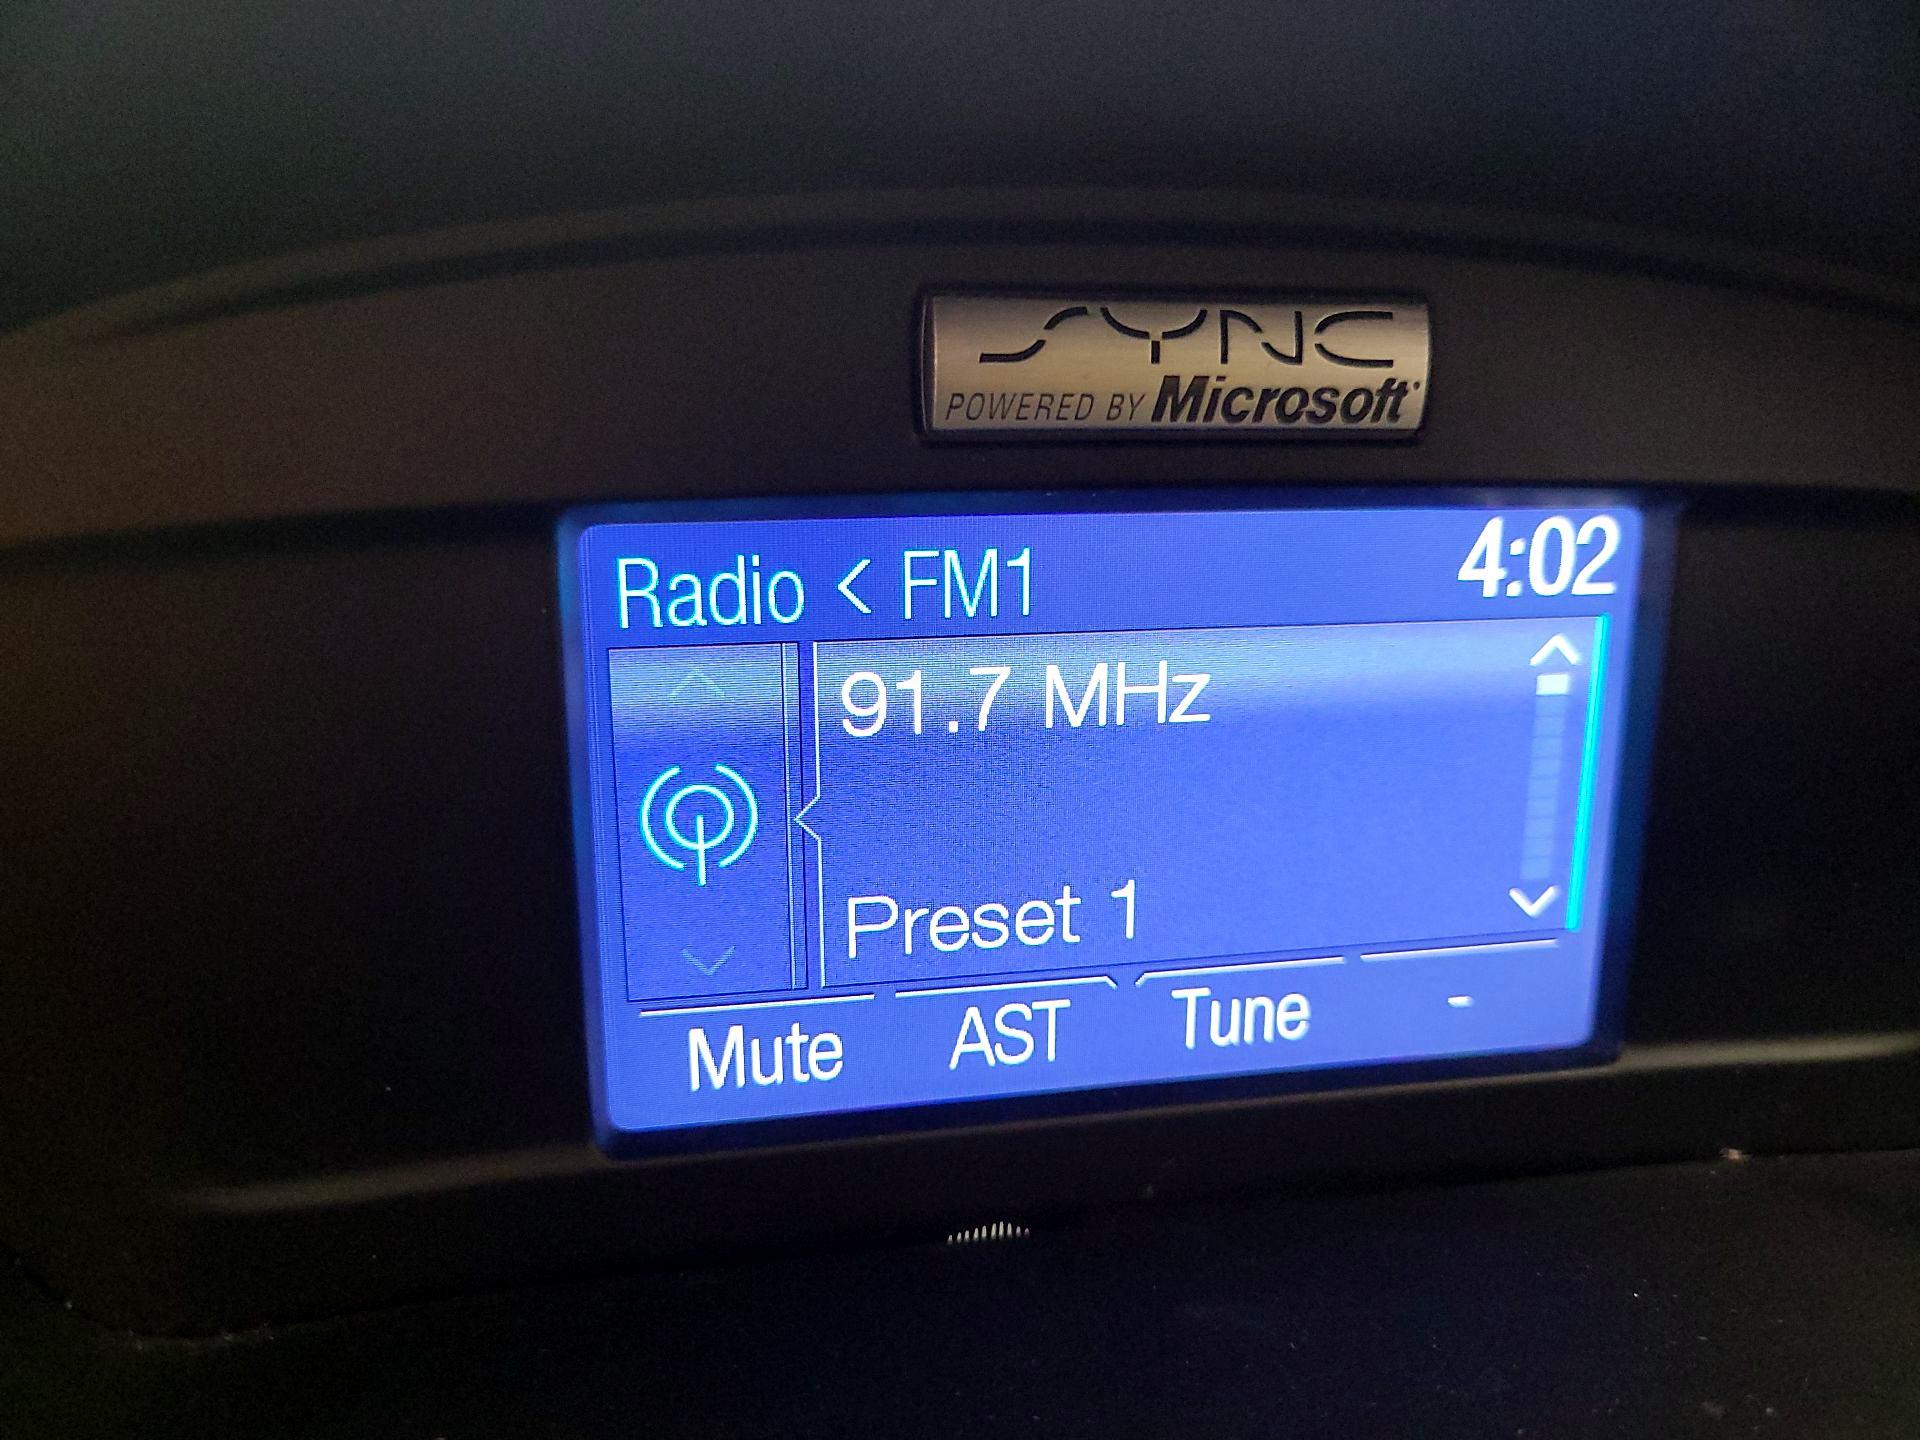 SYNC
POWERED BY Microsoft
Radio < FM1
4:02
91.7 MHz
Preset 1
Mute AST Tune -